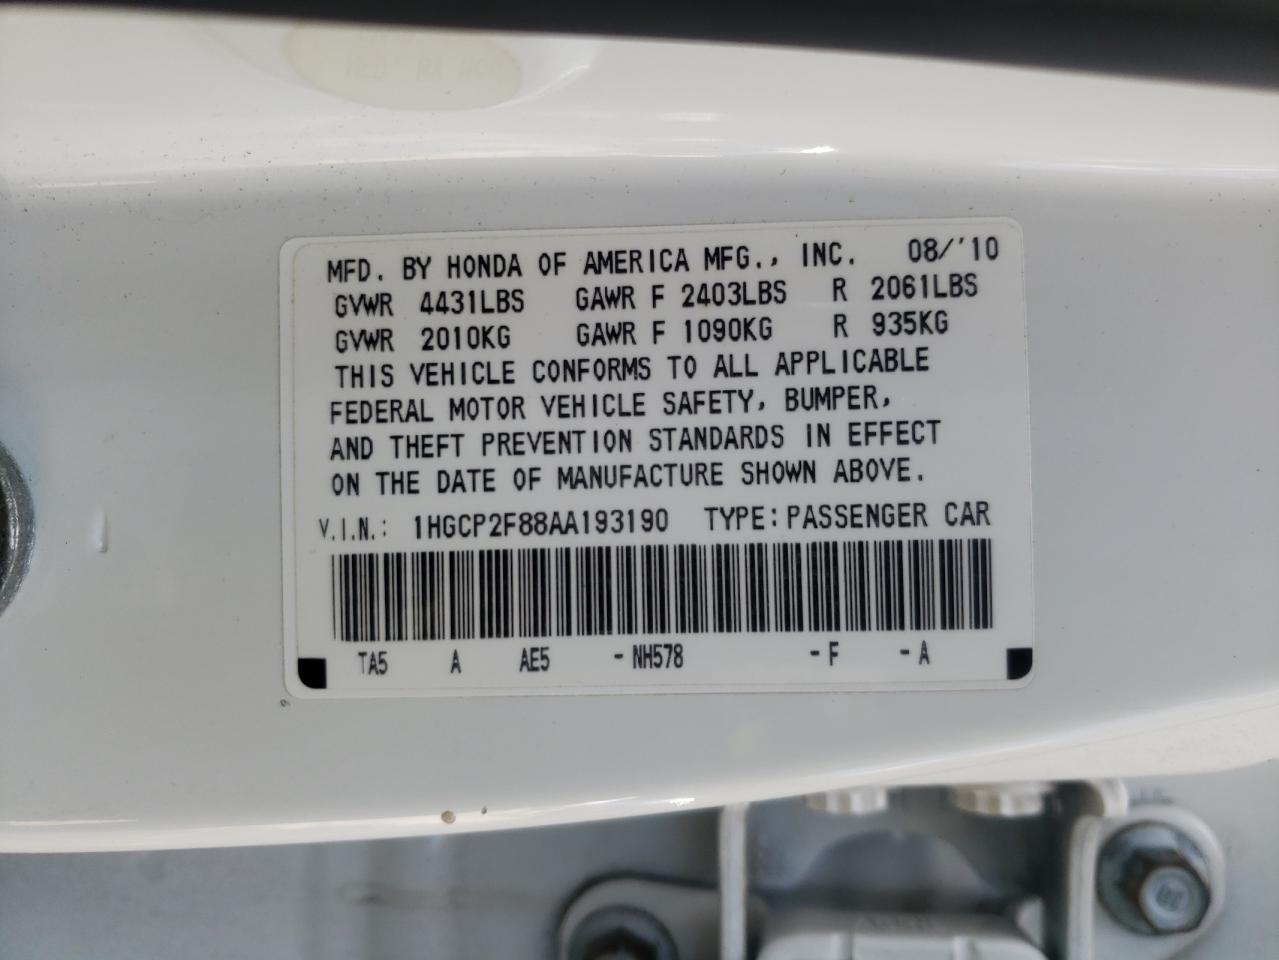 MFD. BY HONDA OF AMERICA MFG., INC. 08/'10
GVWR 4431LBS GAWR F 2403LBS R 2061LBS
GVWR 2010KG GAWR F 1090KG R 935KG
THIS VEHICLE CONFORMS TO ALL APPLICABLE
FEDERAL MOTOR VEHICLE SAFETY, BUMPER,
AND THEFT PREVENTION STANDARDS IN EFFECT
ON THE DATE OF MANUFACTURE SHOWN ABOVE.
V.I.N.: 1HGCP2F88AA193190 TYPE:PASSENGER CAR
TA5 A AE5 -NH578 -F -A